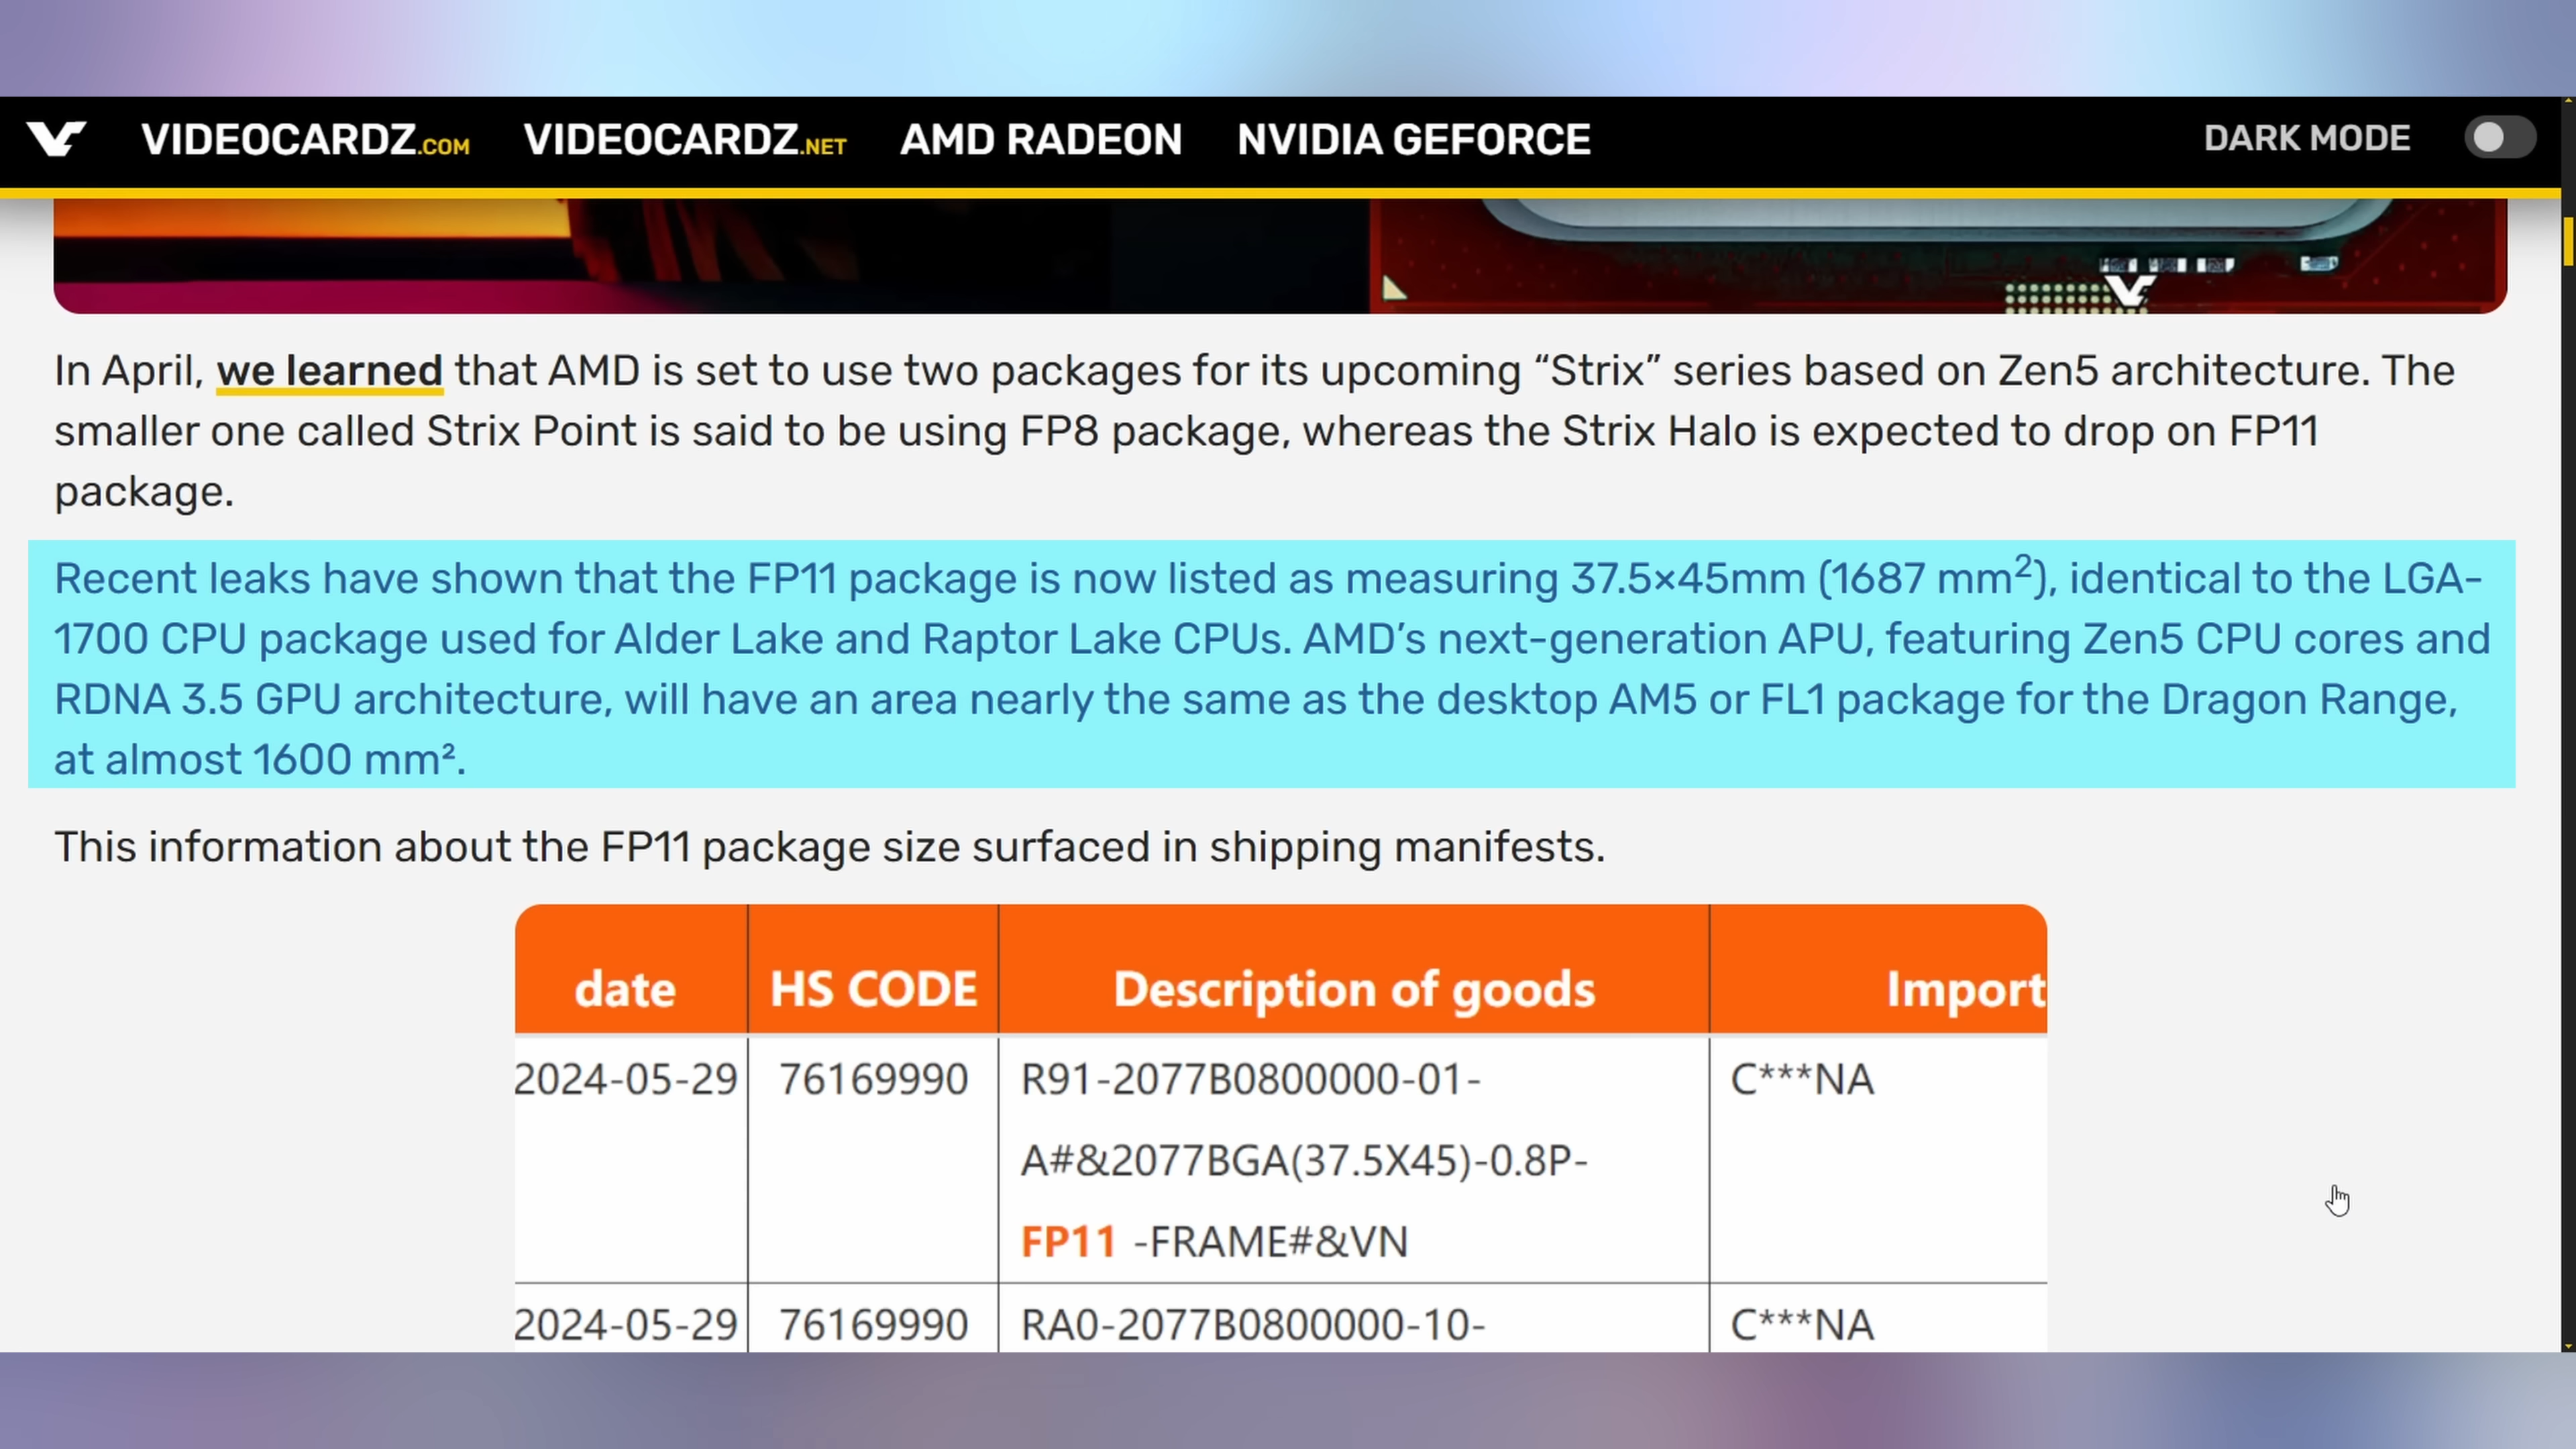 VIDEOCARDZ.COM VIDEOCARDZ.NET AMD RADEON NVIDIA GEFORCE DARK MODE
In April, we learned that AMD is set to use two packages for its upcoming “Strix” series based on Zen5 architecture. The
smaller one called Strix Point is said to be using FP8 package, whereas the Strix Halo is expected to drop on FP11
package.
Recent leaks have shown that the FP11 package is now listed as measuring 37.5×45mm (1687 mm²), identical to the LGA-
1700 CPU package used for Alder Lake and Raptor Lake CPUs. AMD’s next-generation APU, featuring Zen5 CPU cores and
RDNA 3.5 GPU architecture, will have an area nearly the same as the desktop AM5 or FL1 package for the Dragon Range,
at almost 1600 mm².
This information about the FP11 package size surfaced in shipping manifests.
date HS CODE Description of goods Import
2024-05-29 76169990 R91-2077B0800000-01- C***NA
A#&2077BGA(37.5X45)-0.8P-
FP11 -FRAME#&VN
2024-05-29 76169990 RA0-2077B0800000-10- C***NA